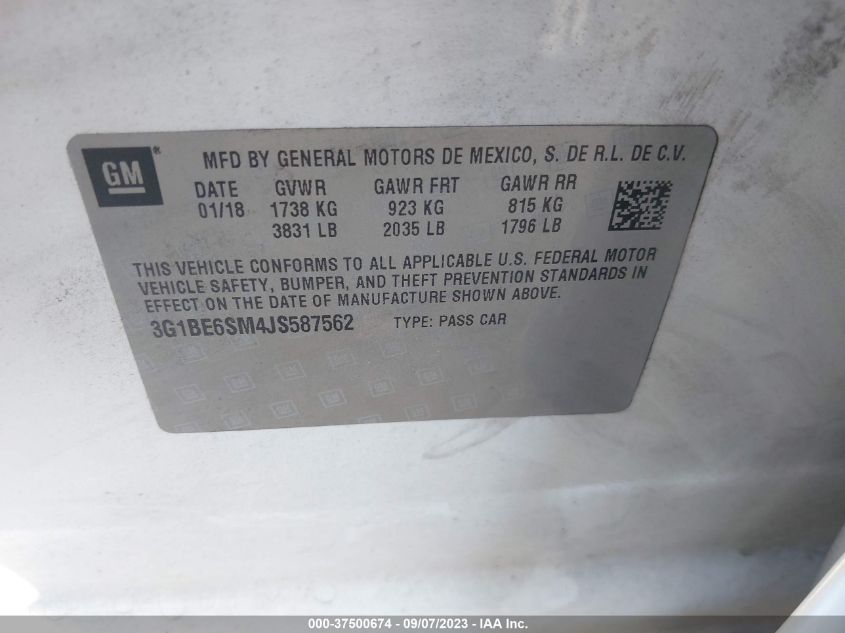 GM®
MFD BY GENERAL MOTORS DE MEXICO, S. DE R.L. DE C.V.
DATE GVWR GAWR FRT GAWR RR
01/18 1738 KG 923 KG 815 KG
3831 LB 2035 LB 1796 LB
THIS VEHICLE CONFORMS TO ALL APPLICABLE U.S. FEDERAL MOTOR
VEHICLE SAFETY, BUMPER, AND THEFT PREVENTION STANDARDS IN
EFFECT ON THE DATE OF MANUFACTURE SHOWN ABOVE.
3G1BE6SM4JS587562 TYPE: PASS CAR
000-37500674 - 09/07/2023 - IAA Inc.